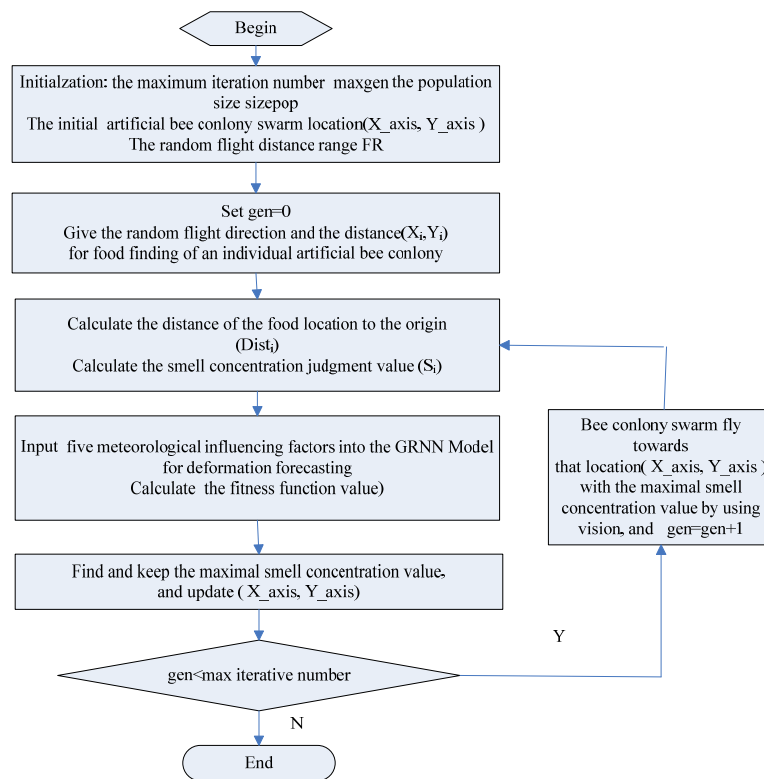 Begin
Initialzation: the maximum iteration number maxgen the population
size sizepop
The initial artificial bee conlony swarm location(X_axis, Y_axis )
The random flight distance range FR
Set gen=0
Give the random flight direction and the distance(Xᵢ,Yᵢ)
for food finding of an individual artificial bee conlony
Calculate the distance of the food location to the origin
(Distᵢ)
Calculate the smell concentration judgment value (Sᵢ)
Input five meteorological influencing factors into the GRNN Model
for deformation forecasting
Calculate the fitness function value)
Find and keep the maximal smell concentration value,
and update ( X_axis, Y_axis)
gen<max iterative number
Y
Bee conlony swarm fly
towards
that location( X_axis, Y_axis )
with the maximal smell
concentration value by using
vision, and gen=gen+1
N
End